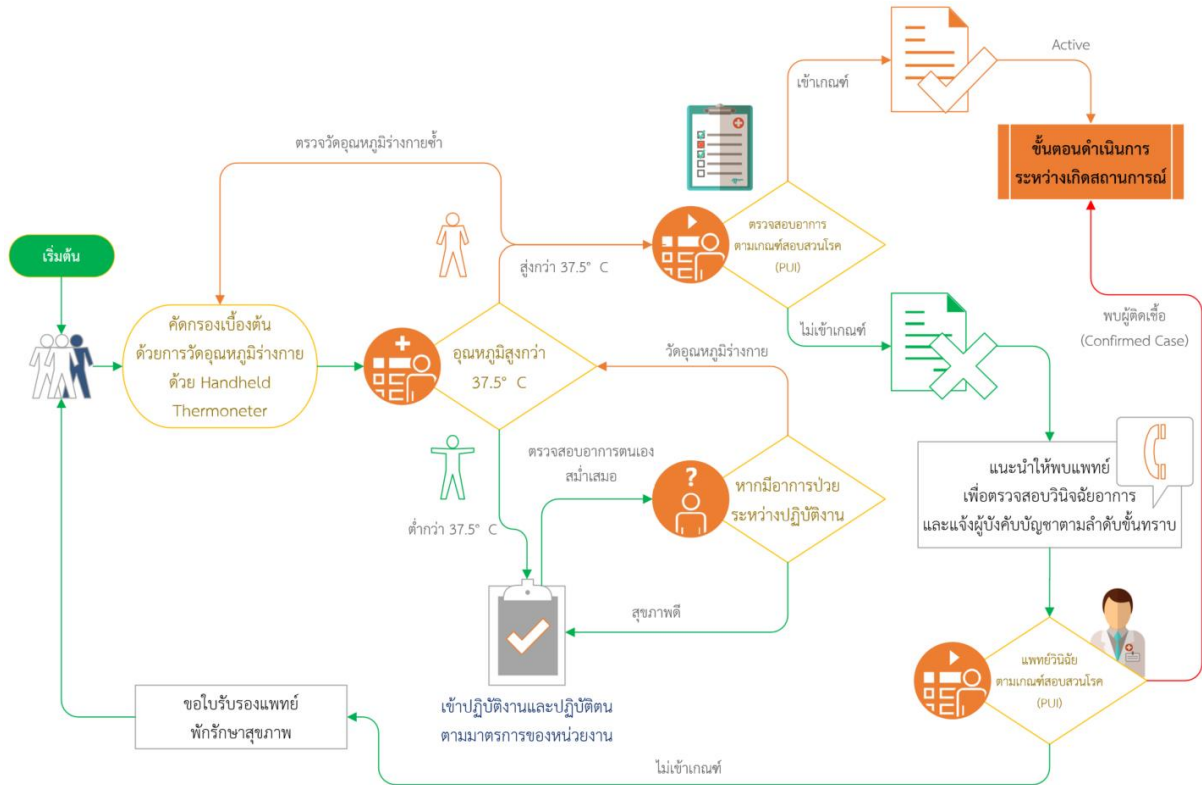 Active
เข้าเกณฑ์
ตรวจวัดอุณหภูมิร่างกายซ้ำ
ขั้นตอนดำเนินการ
ระหว่างเกิดสถานการณ์
ตรวจสอบอาการ
ตามเกณฑ์สอบสวนโรค
(PUI)
เริ่มต้น
สูงกว่า 37.5° C
คัดกรองเบื้องต้น
ด้วยการวัดอุณหภูมิร่างกาย
ด้วย Handheld
Thermoneter
ไม่เข้าเกณฑ์
พบผู้ติดเชื้อ
(Confirmed Case)
อุณหภูมิสูงกว่า
37.5° C
วัดอุณหภูมิร่างกาย
ตรวจสอบอาการตนเอง
สม่ำเสมอ
หากมีอาการป่วย
ระหว่างปฏิบัติงาน
แนะนำให้พบแพทย์
เพื่อตรวจสอบวินิจฉัยอาการ
และแจ้งผู้บังคับบัญชาตามลำดับขั้นทราบ
ต่ำกว่า 37.5° C
สุขภาพดี
แพทย์วินิฉัย
ตามเกณฑ์สอบสวนโรค
(PUI)
ขอใบรับรองแพทย์
พักรักษาสุขภาพ
เข้าปฏิบัติงานและปฏิบัติตน
ตามมาตรการของหน่วยงาน
ไม่เข้าเกณฑ์